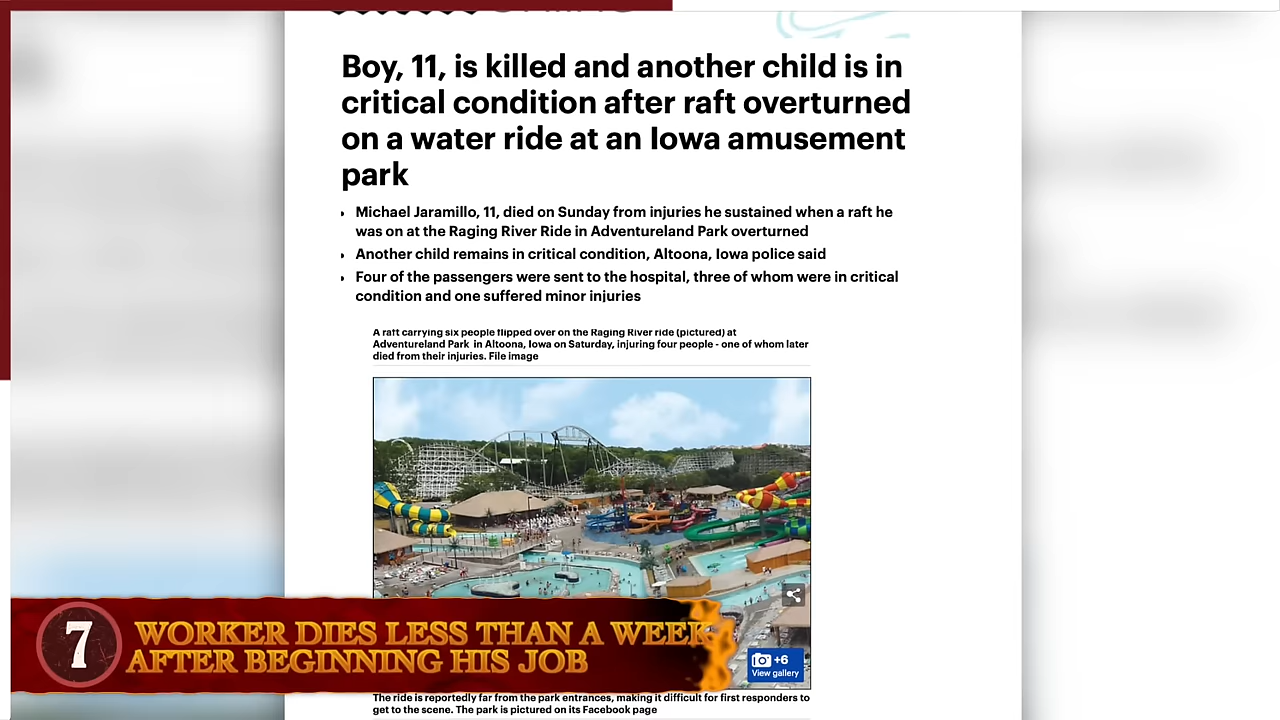 Boy, 11, is killed and another child is in
critical condition after raft overturned
on a water ride at an Iowa amusement
park
Michael Jaramillo, 11, died on Sunday from injuries he sustained when a raft he
was on at the Raging River Ride in Adventureland Park overturned
Another child remains in critical condition, Altoona, Iowa police said
Four of the passengers were sent to the hospital, three of whom were in critical
condition and one suffered minor injuries
A raft carrying six people flipped over on the Raging River ride (pictured) at
Adventureland Park in Altoona, Iowa on Saturday, injuring four people - one of whom later
died from their injuries. File image
+6
View gallery
7
WORKER DIES LESS THAN A WEEK
AFTER BEGINNING HIS JOB
The ride is reportedly far from the park entrances, making it difficult for first responders to
get to the scene. The park is pictured on its Facebook page